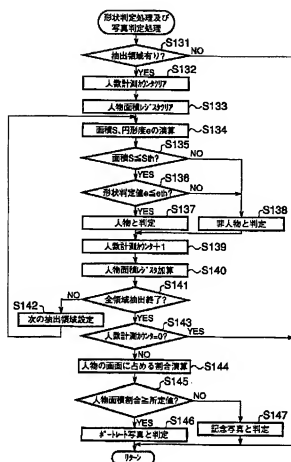 形状判定処理及び
写真判定処理
S131
抽出領域有り?
NO
YES
S132
人数計測カウンタクリア
人物面積レジスタクリア
S133
面積S、円形度eの演算
S134
S135
面積S≦Sth?
NO
YES
S136
形状判定値e≦eth?
NO
YES
S137
S138
人物と判定
非人物と判定
人数計測カウンタ+1
S139
人物面積レジスタ加算
S140
S141
S142
NO
全領域抽出終了?
次の抽出領域設定
YES
S143
人数計測カウンタ=0?
YES
NO
人物の画面に占める割合演算
S144
S145
人物面積割合≧所定値?
NO
YES
S146
S147
ポートレート写真と判定
記念写真と判定
リターン